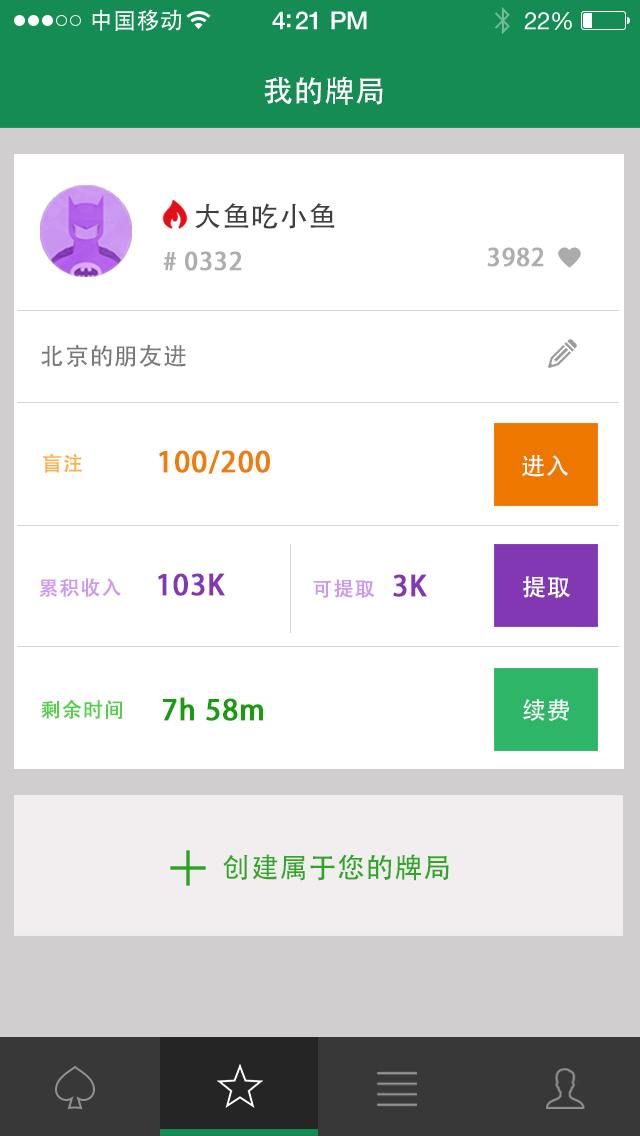 中国移动 4:21 PM 22%
我的牌局
大鱼吃小鱼
# 0332 3982
北京的朋友进
盲注 100/200 进入
累积收入 103K 可提取 3K 提取
剩余时间 7h 58m 续费
创建属于您的牌局